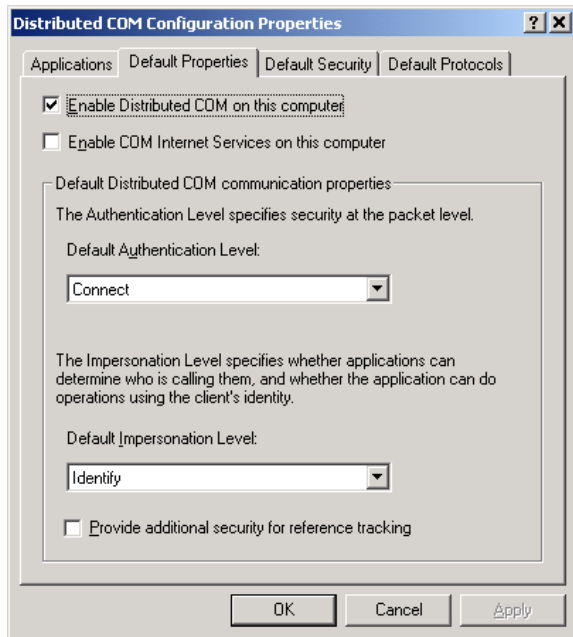 Distributed COM Configuration Properties
Applications Default Properties Default Security Default Protocols
Enable Distributed COM on this computer
Enable COM Internet Services on this computer
Default Distributed COM communication properties
The Authentication Level specifies security at the packet level.
Default Authentication Level:
Connect
The Impersonation Level specifies whether applications can
determine who is calling them, and whether the application can do
operations using the client's identity.
Default Impersonation Level:
Identify
Provide additional security for reference tracking
OK Cancel Apply